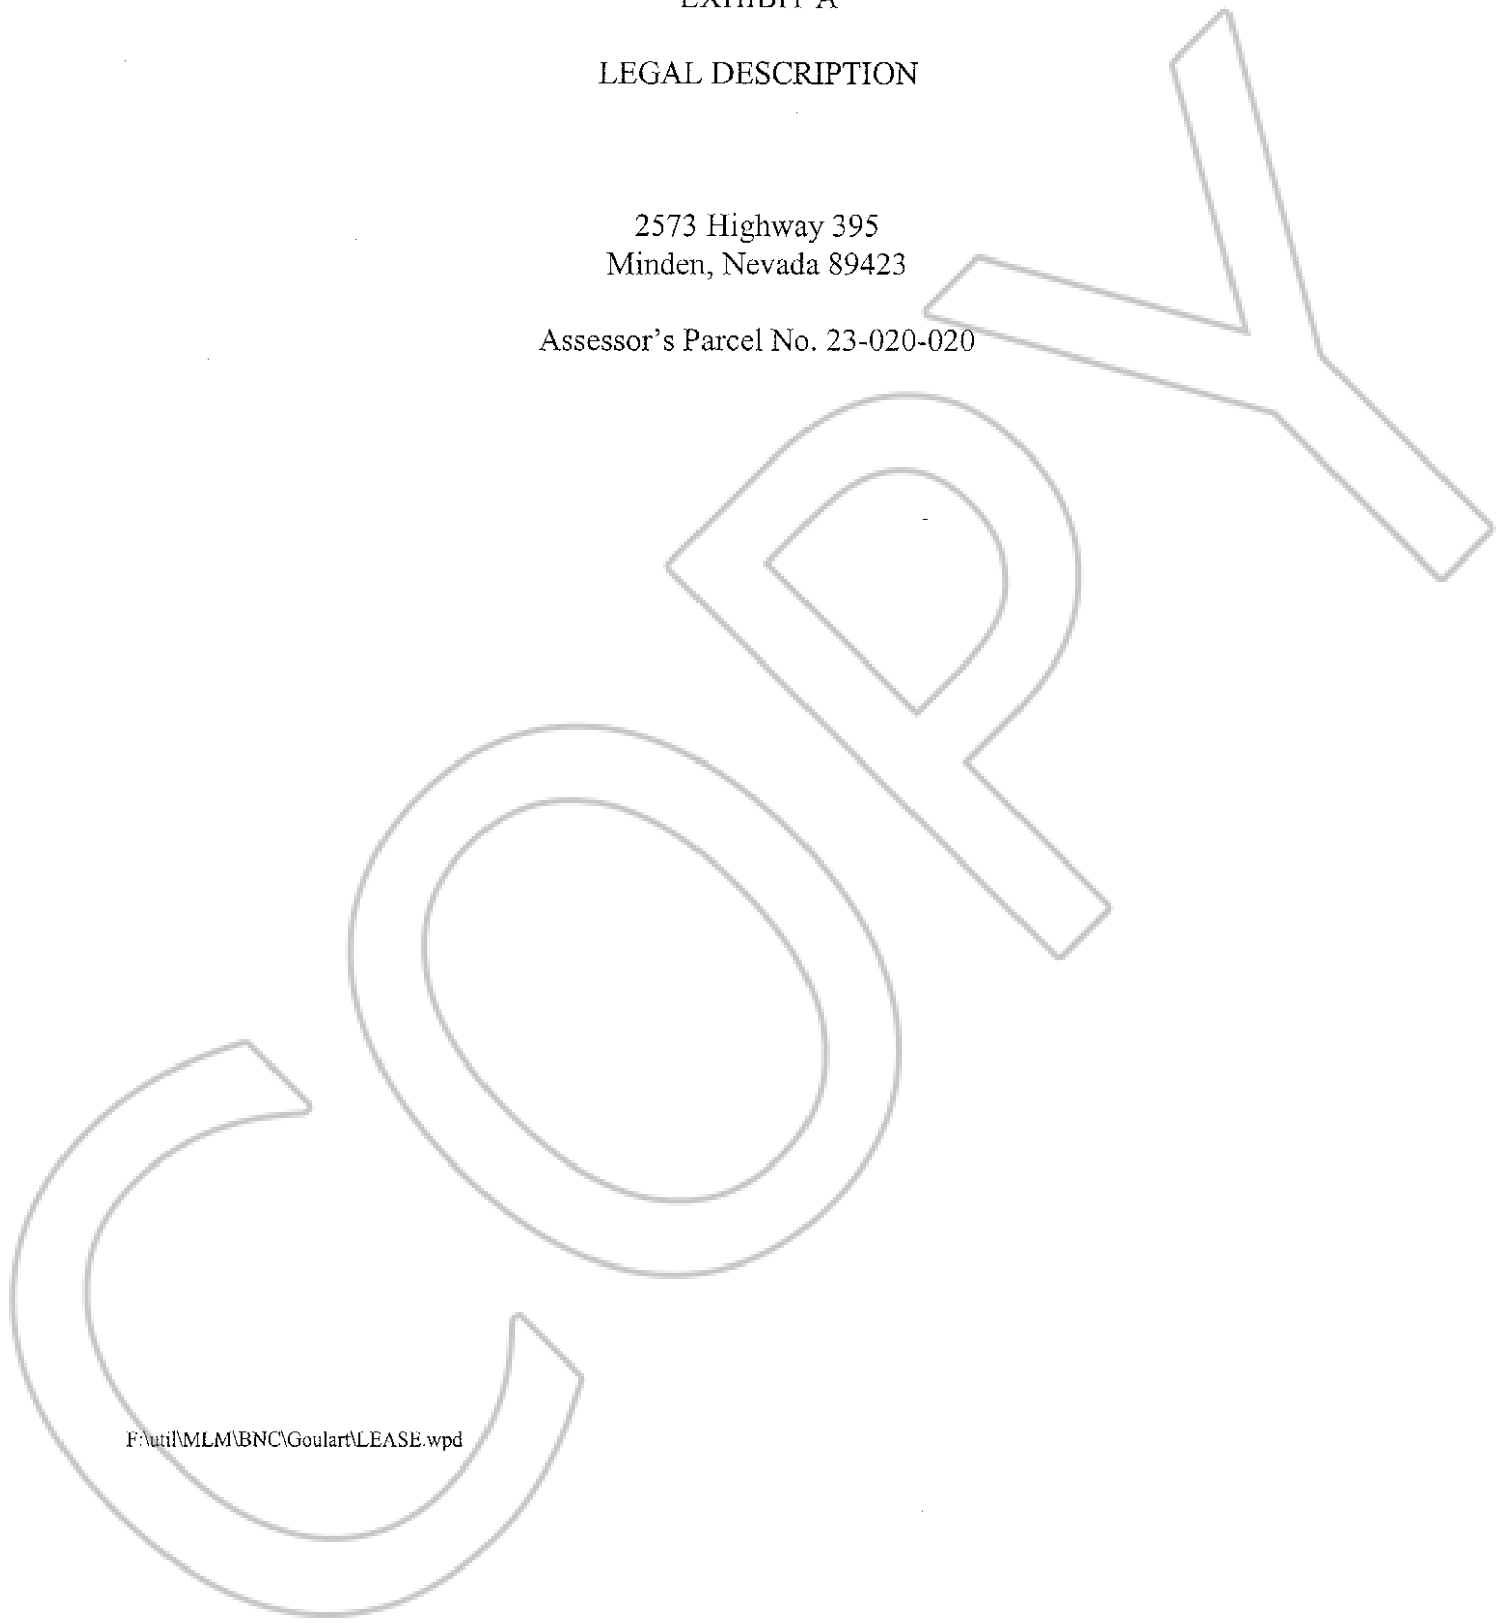 EXHIBIT A
LEGAL DESCRIPTION
2573 Highway 395
Minden, Nevada 89423
Assessor's Parcel No. 23-020-020
COPY
F:\util\MLM\BNC\Goulart\LEASE.wpd